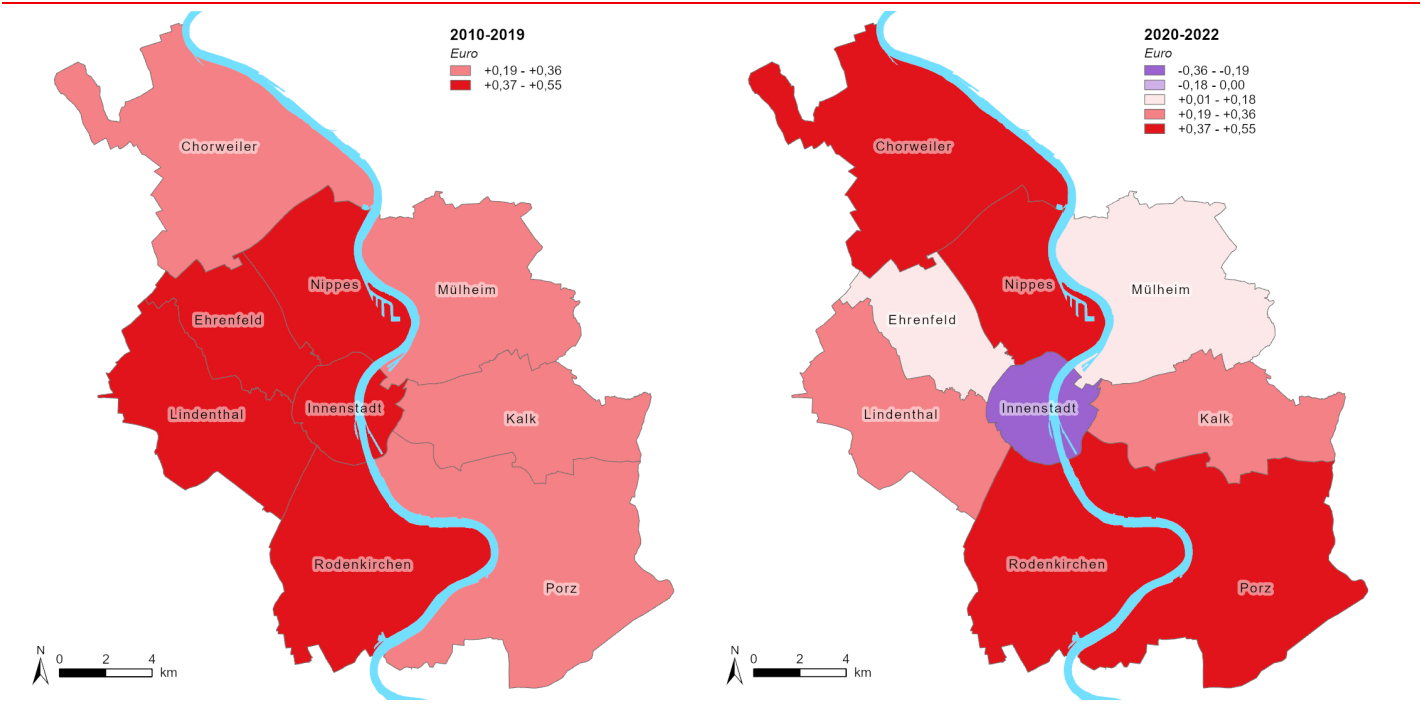 2010-2019
Euro
+0,19 - +0,36
+0,37 - +0,55
Chorweiler
Nippes
Mülheim
Ehrenfeld
Lindenthal
Innenstadt
Kalk
Rodenkirchen
Porz
N
0 2 4
km
2020-2022
Euro
-0,36 - -0,19
-0,18 - 0,00
+0,01 - +0,18
+0,19 - +0,36
+0,37 - +0,55
Chorweiler
Nippes
Mülheim
Ehrenfeld
Lindenthal
Innenstadt
Kalk
Rodenkirchen
Porz
N
0 2 4
km